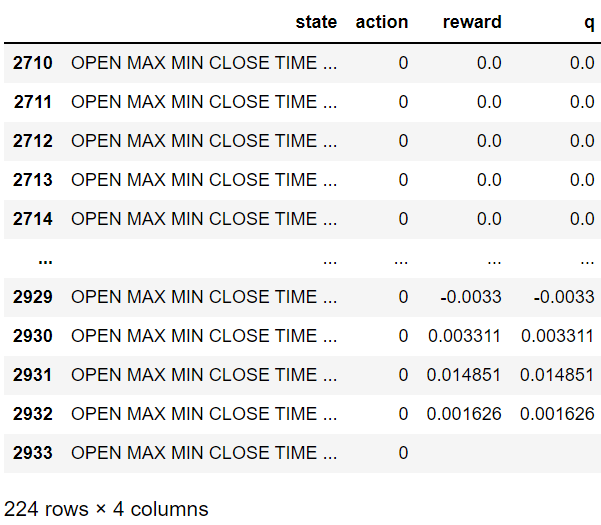 state action reward q
2710 OPEN MAX MIN CLOSE TIME ... 0 0.0 0.0
2711 OPEN MAX MIN CLOSE TIME ... 0 0.0 0.0
2712 OPEN MAX MIN CLOSE TIME ... 0 0.0 0.0
2713 OPEN MAX MIN CLOSE TIME ... 0 0.0 0.0
2714 OPEN MAX MIN CLOSE TIME ... 0 0.0 0.0
... ... ... ... ...
2929 OPEN MAX MIN CLOSE TIME ... 0 -0.0033 -0.0033
2930 OPEN MAX MIN CLOSE TIME ... 0 0.003311 0.003311
2931 OPEN MAX MIN CLOSE TIME ... 0 0.014851 0.014851
2932 OPEN MAX MIN CLOSE TIME ... 0 0.001626 0.001626
2933 OPEN MAX MIN CLOSE TIME ... 0
224 rows × 4 columns